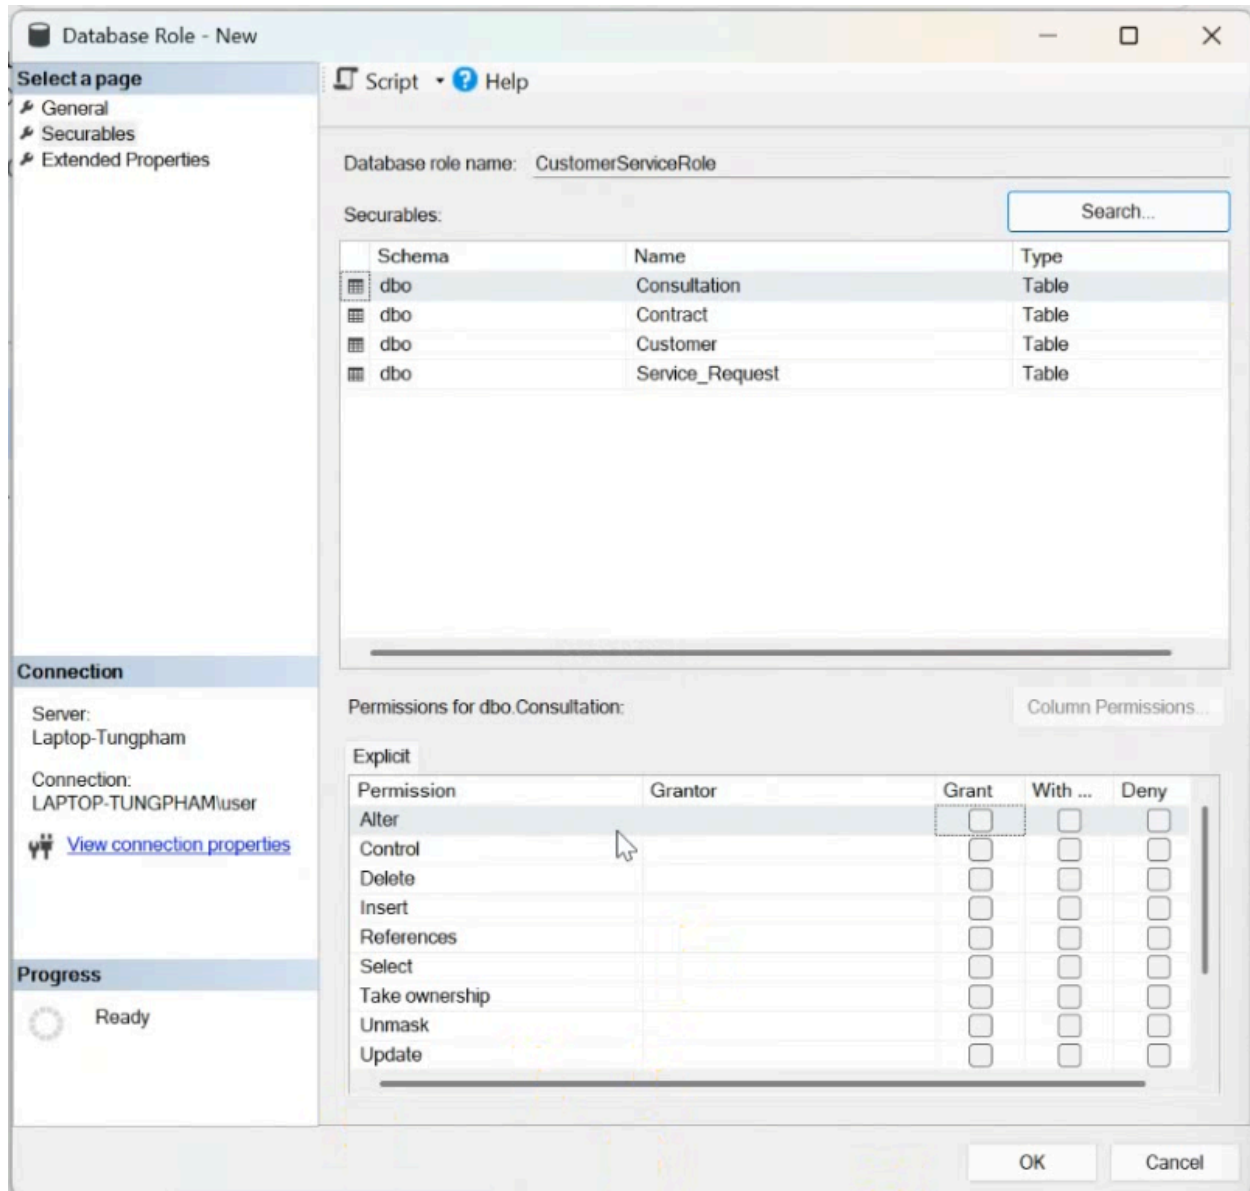 Database Role - New
Select a page
General
Securables
Extended Properties
Script
Help
Database role name: CustomerServiceRole
Securables:
Search...
Schema Name Type
dbo Consultation Table
dbo Contract Table
dbo Customer Table
dbo Service_Request Table
Connection
Server:
Laptop-Tungpham
Connection:
LAPTOP-TUNGPHAM\user
View connection properties
Progress
Ready
Permissions for dbo.Consultation:
Column Permissions...
Explicit
Permission Grantor Grant With ... Deny
Alter
Control
Delete
Insert
References
Select
Take ownership
Unmask
Update
OK
Cancel